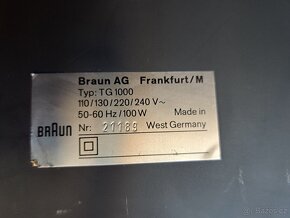 Braun AG Frankfurt/M
Typ: TG 1000
110/130/220/240 V~
50-60 Hz/100 W Made in
BRAUN Nr: 21189 West Germany